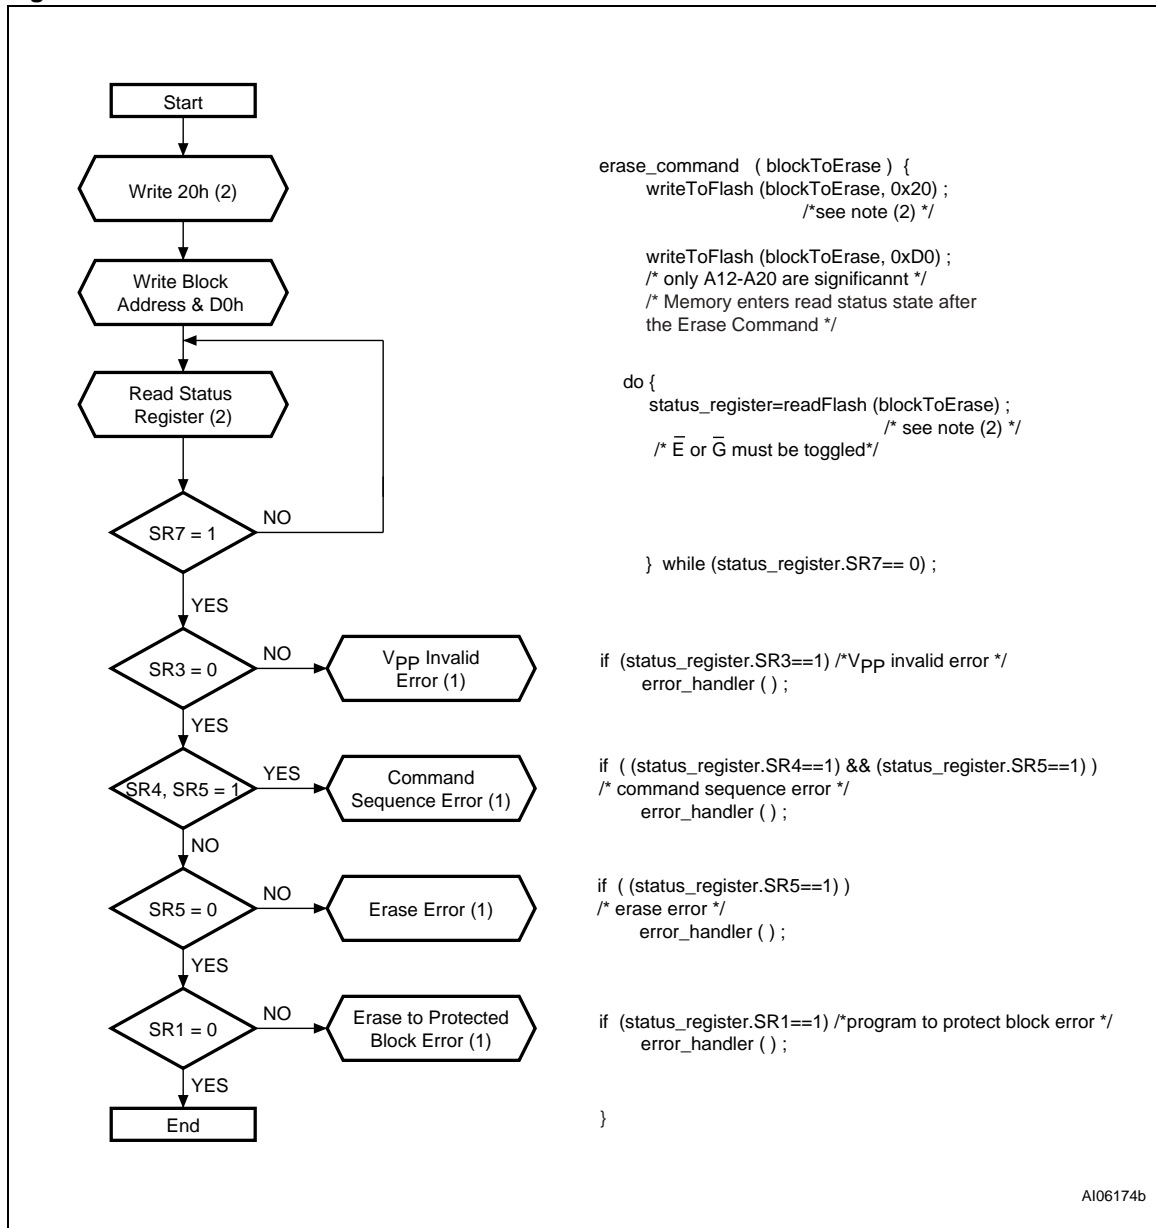 Start
Write 20h (2)
Write Block
Address & D0h
Read Status
Register (2)
SR7 = 1
NO
YES
SR3 = 0
NO
VPP Invalid
Error (1)
YES
SR4, SR5 = 1
YES
Command
Sequence Error (1)
NO
SR5 = 0
NO
Erase Error (1)
YES
SR1 = 0
NO
Erase to Protected
Block Error (1)
YES
End
erase_command ( blockToErase ) {
writeToFlash (blockToErase, 0x20) ;
/*see note (2) */
writeToFlash (blockToErase, 0xD0) ;
/* only A12-A20 are significannt */
/* Memory enters read status state after
the Erase Command */
do {
status_register=readFlash (blockToErase) ;
/* see note (2) */
/* E̅ or G̅ must be toggled*/
} while (status_register.SR7== 0) ;
if (status_register.SR3==1) /*VPP invalid error */
error_handler ( ) ;
if ( (status_register.SR4==1) && (status_register.SR5==1) )
/* command sequence error */
error_handler ( ) ;
if ( (status_register.SR5==1) )
/* erase error */
error_handler ( ) ;
if (status_register.SR1==1) /*program to protect block error */
error_handler ( ) ;
}
AI06174b